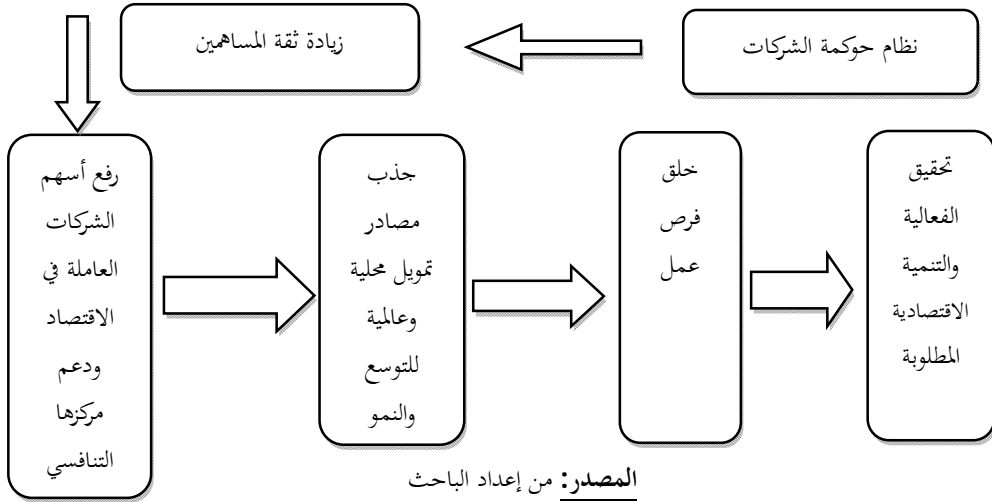 نظام حوكمة الشركات
زيادة ثقة المساهمين
رفع أسهم
الشركات
العاملة في
الاقتصاد
ودعم
مركزها
التنافسي
جذب
مصادر
تمويل محلية
وعالمية
للتوسع
والنمو
خلق
فرص
عمل
تحقيق
الفعالية
والتنمية
الاقتصادية
المطلوبة
المصدر: من إعداد الباحث